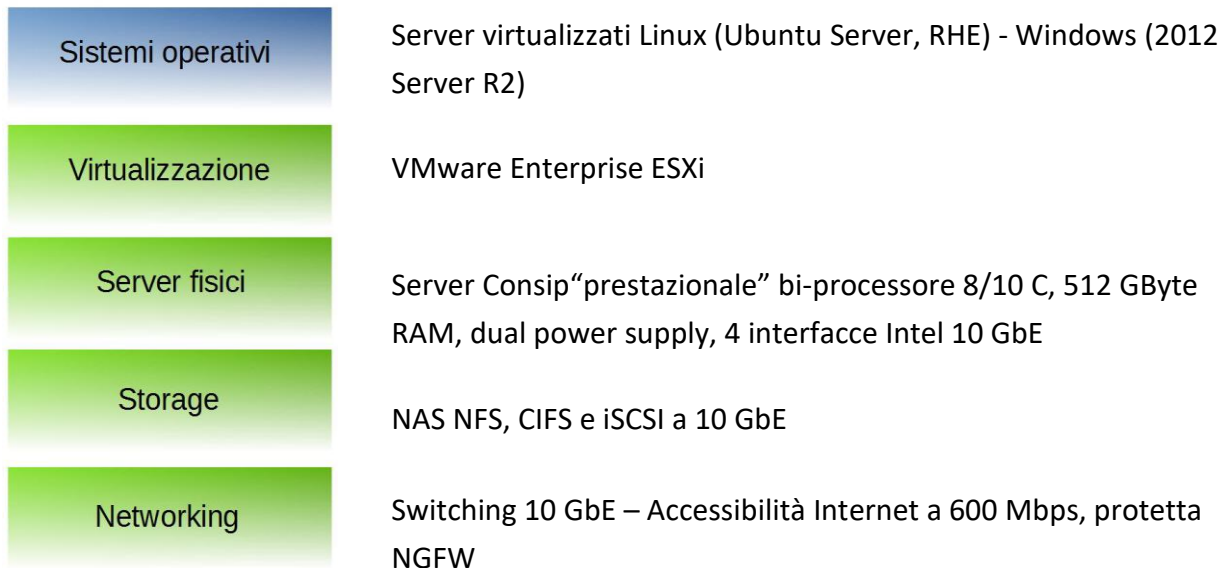 Sistemi operativi
Server virtualizzati Linux (Ubuntu Server, RHE) - Windows (2012
Server R2)
Virtualizzazione
VMware Enterprise ESXi
Server fisici
Server Consip“prestazionale” bi-processore 8/10 C, 512 GByte
RAM, dual power supply, 4 interfacce Intel 10 GbE
Storage
NAS NFS, CIFS e iSCSI a 10 GbE
Networking
Switching 10 GbE – Accessibilità Internet a 600 Mbps, protetta
NGFW